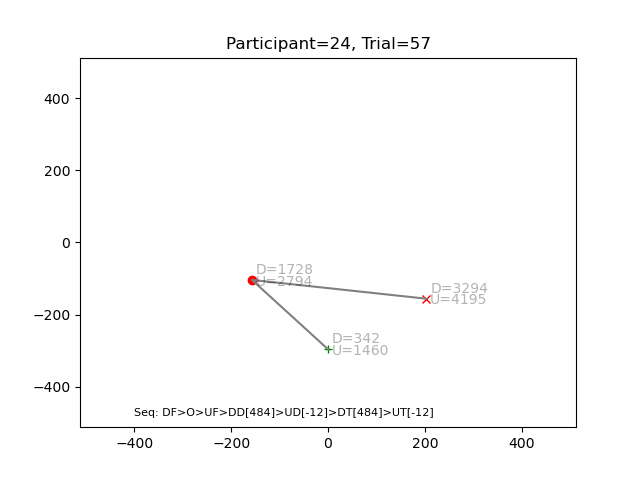 Participant=24, Trial=57
400
200
0
−200
−400
D=1728
U=2794
D=3294
U=4195
D=342
U=1460
Seq: DF>O>UF>DD[484]>UD[-12]>DT[484]>UT[-12]
−400
−200
0
200
400